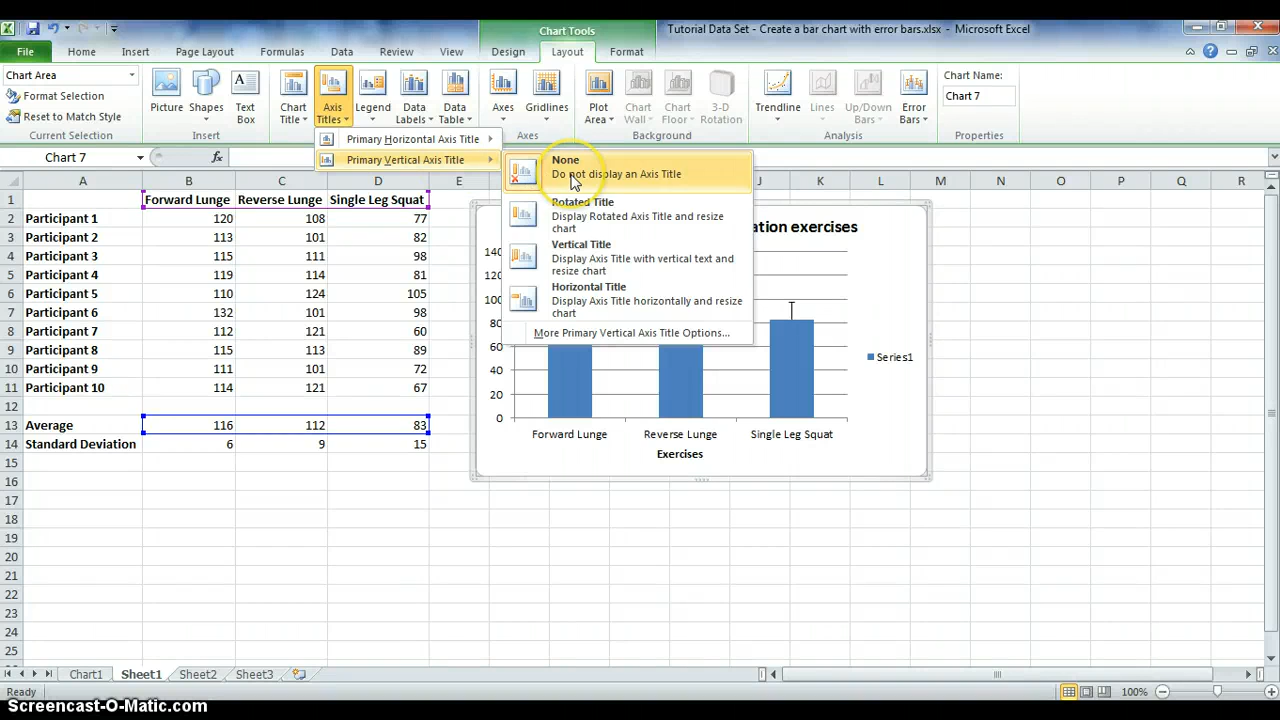 Chart Tools
Tutorial Data Set - Create a bar chart with error bars.xlsx - Microsoft Excel
File Home Insert Page Layout Formulas Data Review View Design Layout Format
Chart Area
Format Selection
Reset to Match Style
Current Selection
Picture Shapes Text Box
Insert
Chart Title Axis Titles Legend Data Labels Data Table
Axes Gridlines
Axes
Plot Area Chart Wall Chart Floor 3-D Rotation
Background
Trendline Lines Up/Down Bars Error Bars
Analysis
Chart Name:
Chart 7
Properties
Primary Horizontal Axis Title
Primary Vertical Axis Title
None
Do not display an Axis Title
Rotated Title
Display Rotated Axis Title and resize
chart
Vertical Title
Display Axis Title with vertical text and
resize chart
Horizontal Title
Display Axis Title horizontally and resize
chart
More Primary Vertical Axis Title Options...
Chart 7 fx
A B C D E J K L M N O P Q R
1 Forward Lunge Reverse Lunge Single Leg Squat
2 Participant 1 120 108 77
3 Participant 2 113 101 82
4 Participant 3 115 111 98
5 Participant 4 119 114 81
6 Participant 5 110 124 105
7 Participant 6 132 101 98
8 Participant 7 112 121 60
9 Participant 8 115 113 89
10 Participant 9 111 101 72
11 Participant 10 114 121 67
12
13 Average 116 112 83
14 Standard Deviation 6 9 15
15
16
17
18
19
20
21
22
23
24
ation exercises
80
60
40
20
0
Forward Lunge Reverse Lunge Single Leg Squat
Exercises
Series1
Chart1 Sheet1 Sheet2 Sheet3
Ready 100%
Screencast-O-Matic.com